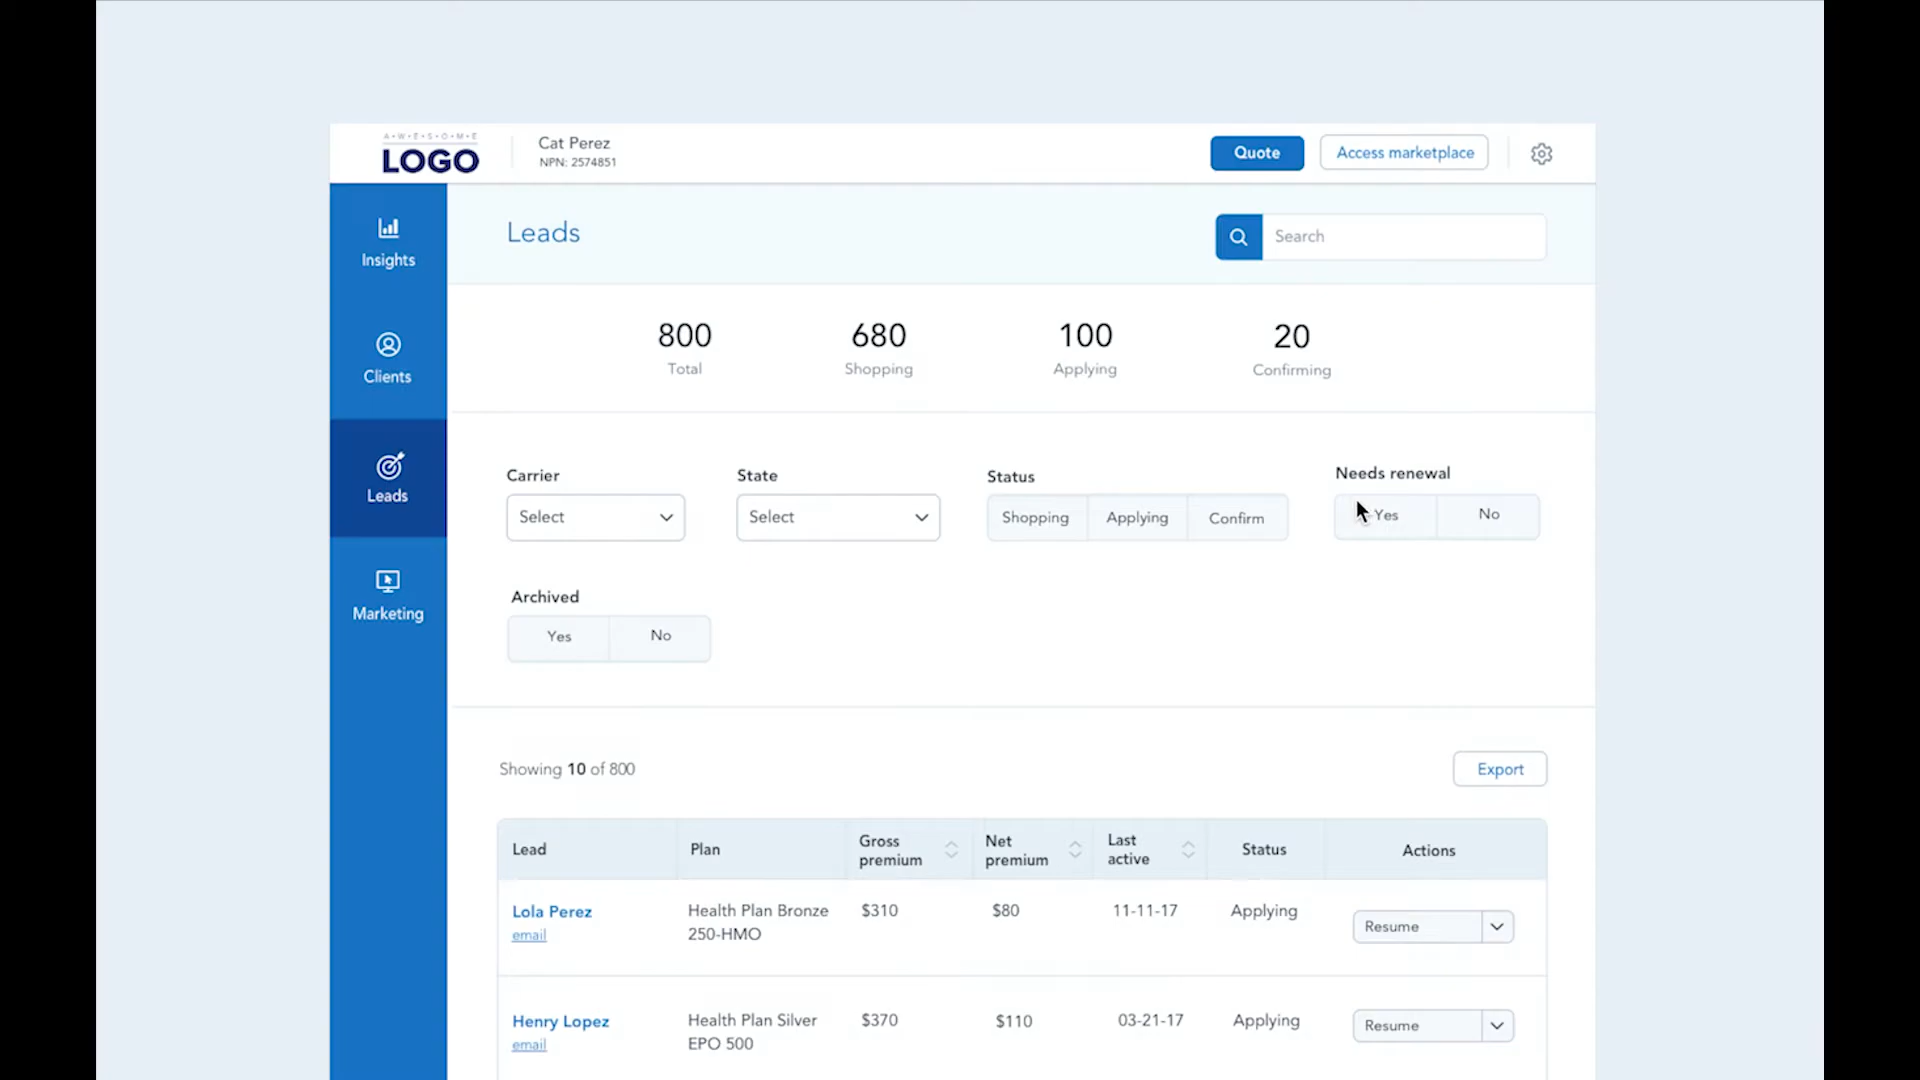 A•W•E•S•O•M•E
LOGO
Cat Perez
NPN: 2574851
Quote
Access marketplace
Insights
Clients
Leads
Marketing
Leads
Search
800
Total
680
Shopping
100
Applying
20
Confirming
Carrier
Select
State
Select
Status
Shopping Applying Confirm
Needs renewal
Yes No
Archived
Yes No
Showing 10 of 800
Export
Lead
Plan
Gross
premium
Net
premium
Last
active
Status
Actions
Lola Perez
email
Health Plan Bronze
250-HMO
$310
$80
11-11-17
Applying
Resume
Henry Lopez
email
Health Plan Silver
EPO 500
$370
$110
03-21-17
Applying
Resume